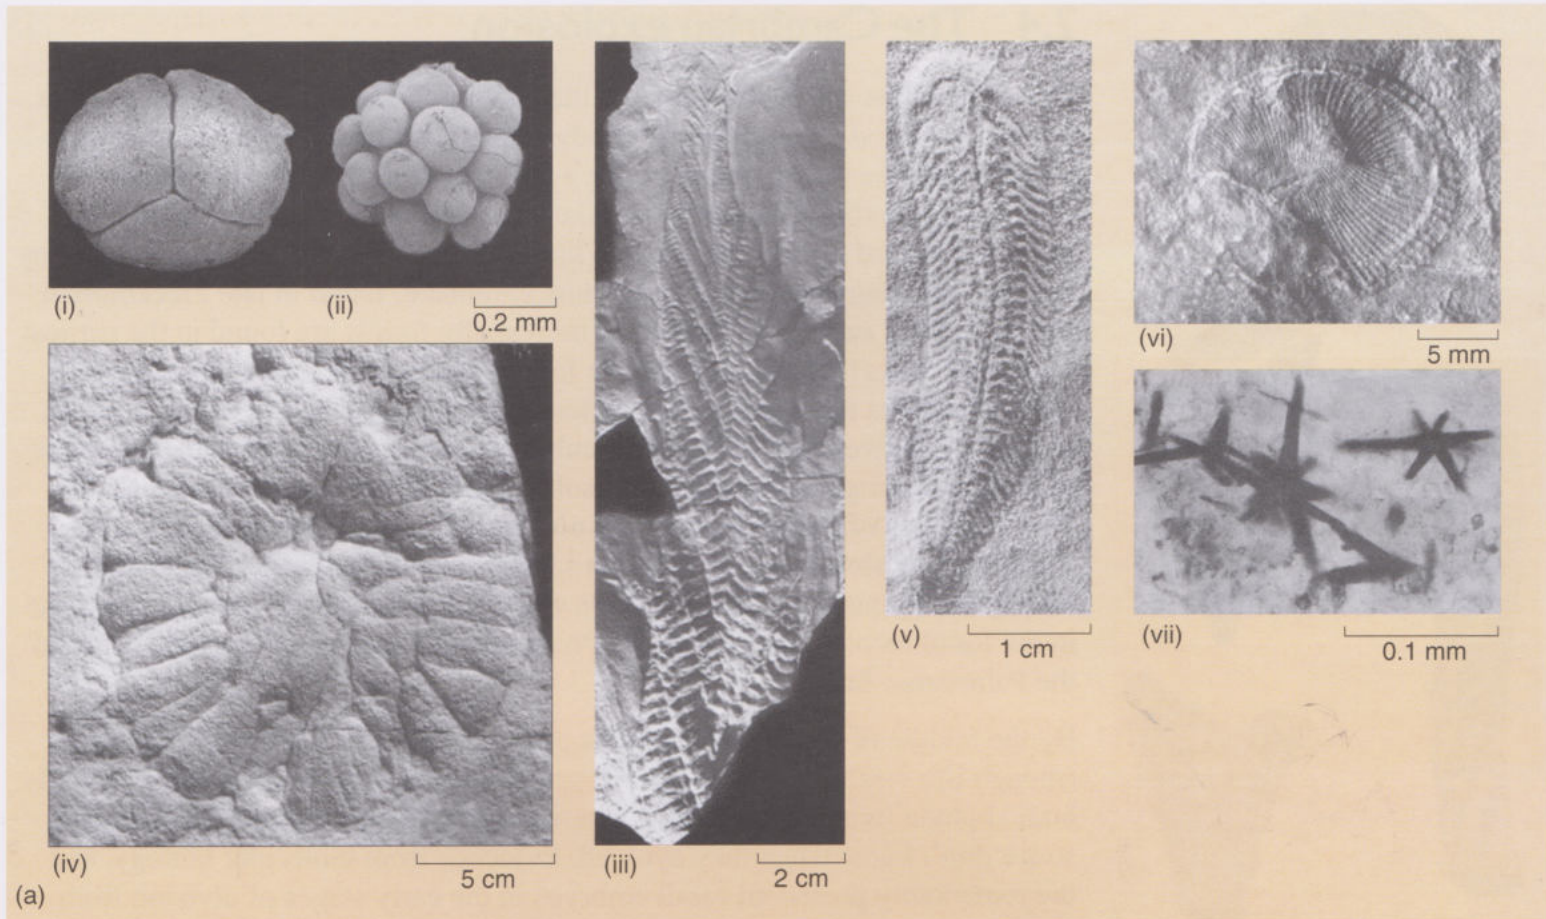 (i)
(ii)
0.2 mm
(iii)
2 cm
(iv)
5 cm
(v)
1 cm
(vi)
5 mm
(vii)
0.1 mm
(a)